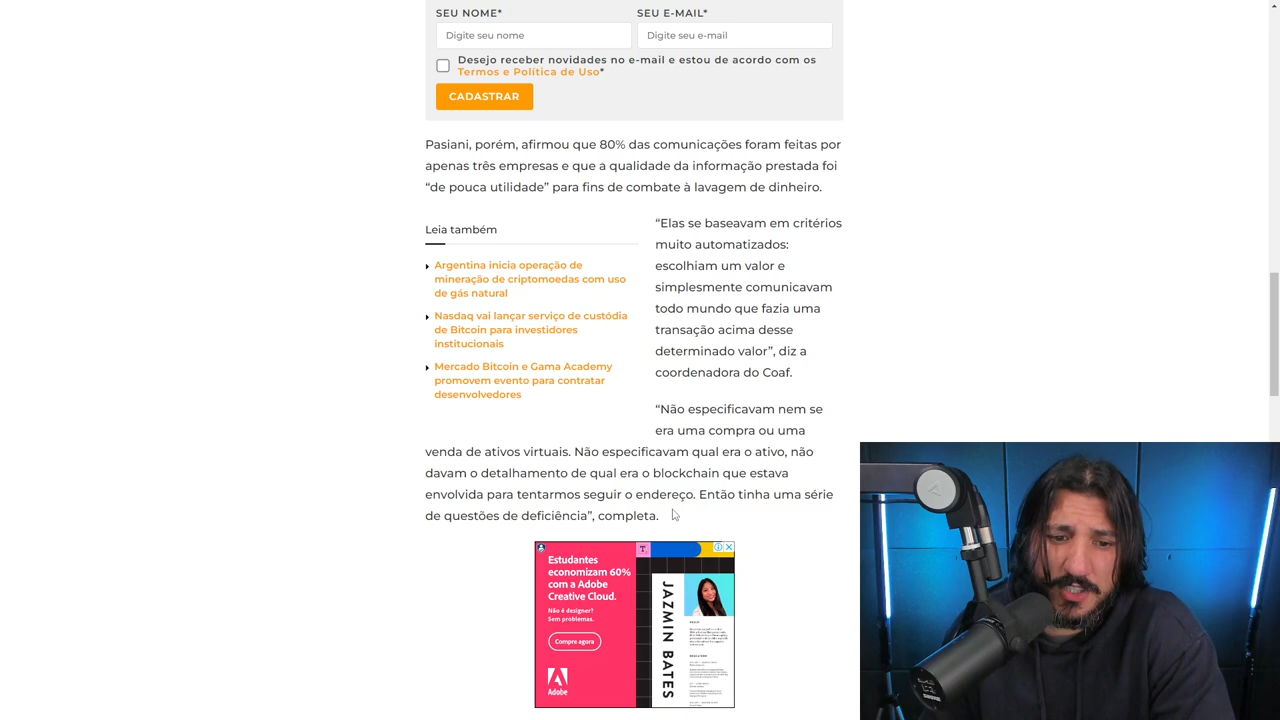 SEU NOME*
SEU E-MAIL*
Digite seu nome
Digite seu e-mail
Desejo receber novidades no e-mail e estou de acordo com os
Termos e Política de Uso*
CADASTRAR
Pasiani, porém, afirmou que 80% das comunicações foram feitas por
apenas três empresas e que a qualidade da informação prestada foi
“de pouca utilidade” para fins de combate à lavagem de dinheiro.
Leia também
Argentina inicia operação de
mineração de criptomoedas com uso
de gás natural
Nasdaq vai lançar serviço de custódia
de Bitcoin para investidores
institucionais
Mercado Bitcoin e Gama Academy
promovem evento para contratar
desenvolvedores
“Elas se baseavam em critérios
muito automatizados:
escolhiam um valor e
simplesmente comunicavam
todo mundo que fazia uma
transação acima desse
determinado valor”, diz a
coordenadora do Coaf.
“Não especificavam nem se
era uma compra ou uma
venda de ativos virtuais. Não especificavam qual era o ativo, não
davam o detalhamento de qual era o blockchain que estava
envolvida para tentarmos seguir o endereço. Então tinha uma série
de questões de deficiência”, completa.
Estudantes
economizam 60%
com a Adobe
Creative Cloud.
Não é designer?
Sem problemas.
Compre agora
Adobe
T
JAZMIN BATES